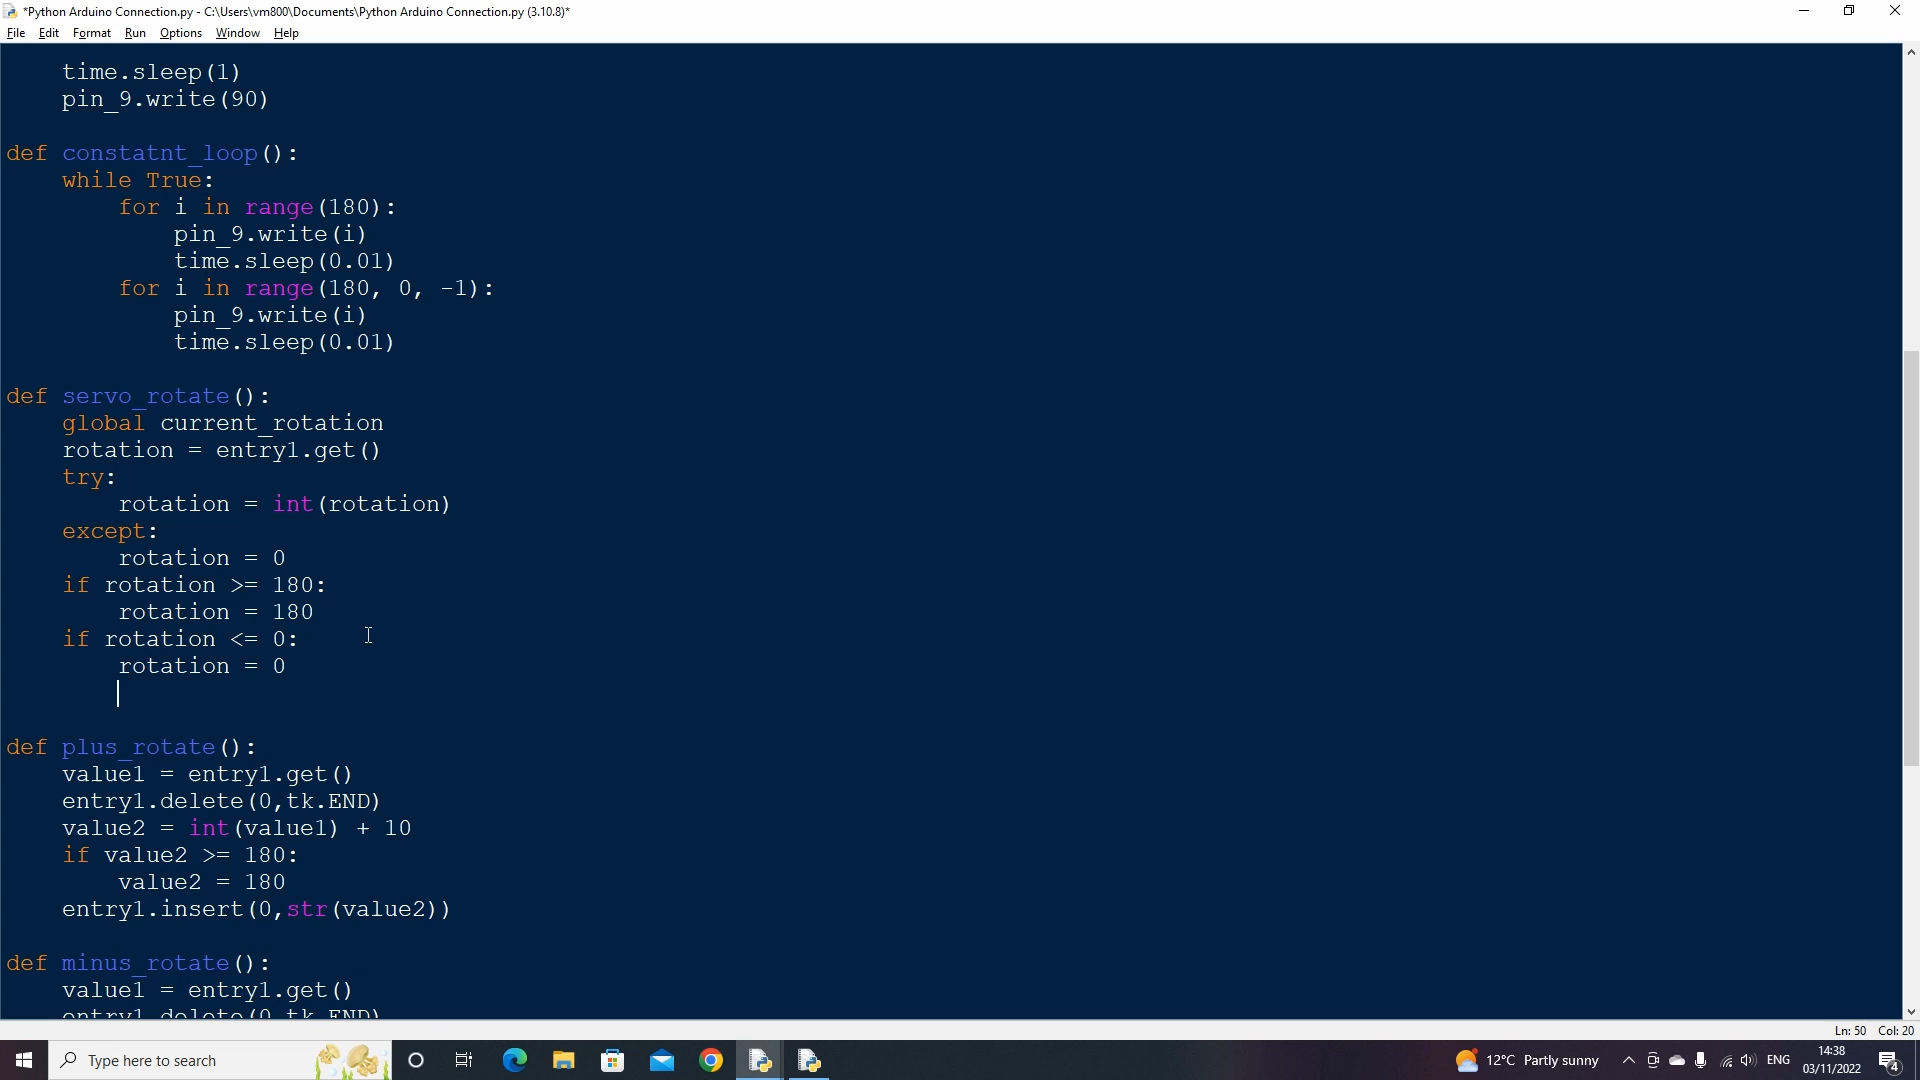 *Python Arduino Connection.py - C:\Users\vm800\Documents\Python Arduino Connection.py (3.10.8)*
File Edit Format Run Options Window Help
time.sleep(1)
pin_9.write(90)
def constatnt_loop():
while True:
for i in range(180):
pin_9.write(i)
time.sleep(0.01)
for i in range(180, 0, -1):
pin_9.write(i)
time.sleep(0.01)
def servo_rotate():
global current_rotation
rotation = entry1.get()
try:
rotation = int(rotation)
except:
rotation = 0
if rotation >= 180:
rotation = 180
if rotation <= 0:
rotation = 0
def plus_rotate():
value1 = entry1.get()
entry1.delete(0,tk.END)
value2 = int(value1) + 10
if value2 >= 180:
value2 = 180
entry1.insert(0,str(value2))
def minus_rotate():
value1 = entry1.get()
entry1.delete(0,tk.END)
Ln: 50 Col: 20
Type here to search
12°C Partly sunny
ENG
14:38
03/11/2022
4